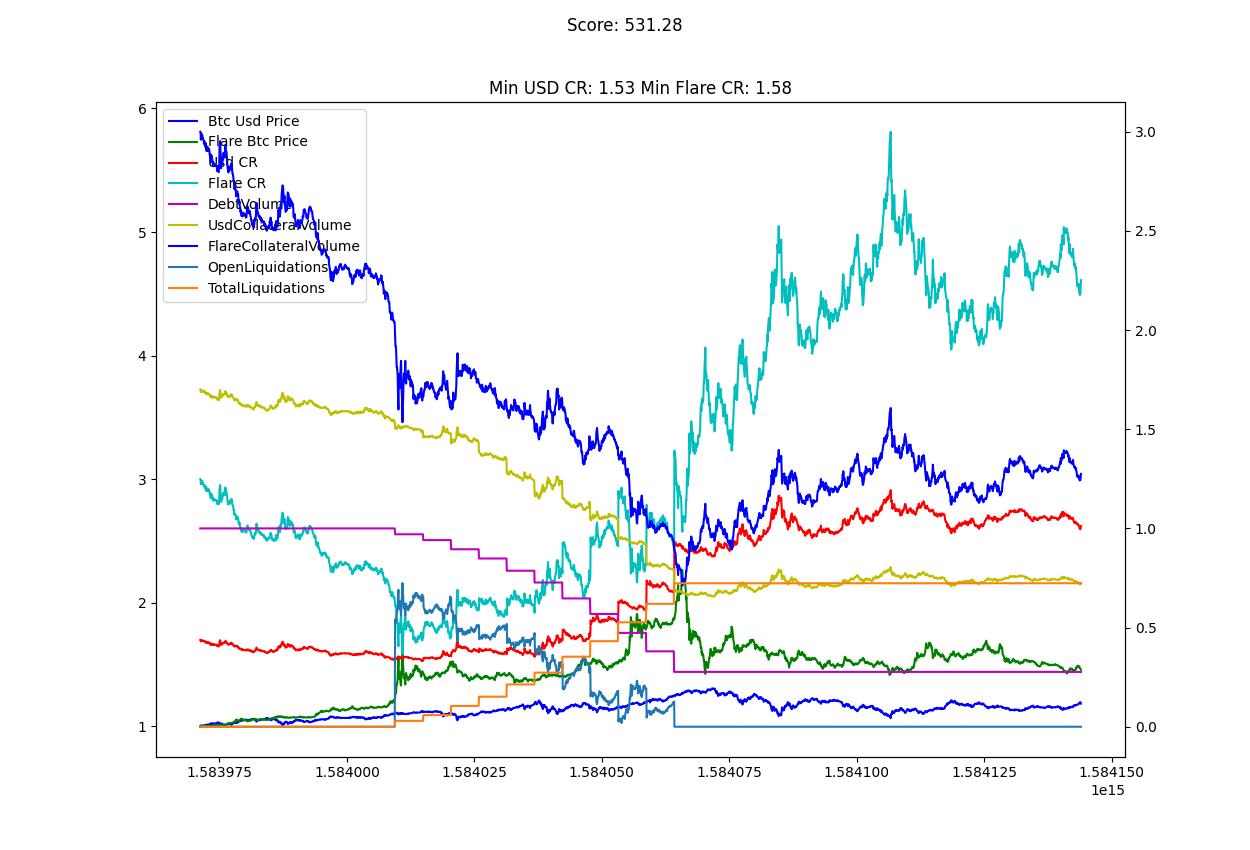 Score: 531.28
Min USD CR: 1.53 Min Flare CR: 1.58
Btc Usd Price
Flare Btc Price
Usd CR
Flare CR
DebtVolume
UsdCollateralVolume
FlareCollateralVolume
OpenLiquidations
TotalLiquidations
6
5
4
3
2
1
3.0
2.5
2.0
1.5
1.0
0.5
0.0
1.583975 1.584000 1.584025 1.584050 1.584075 1.584100 1.584125 1.584150
1e15